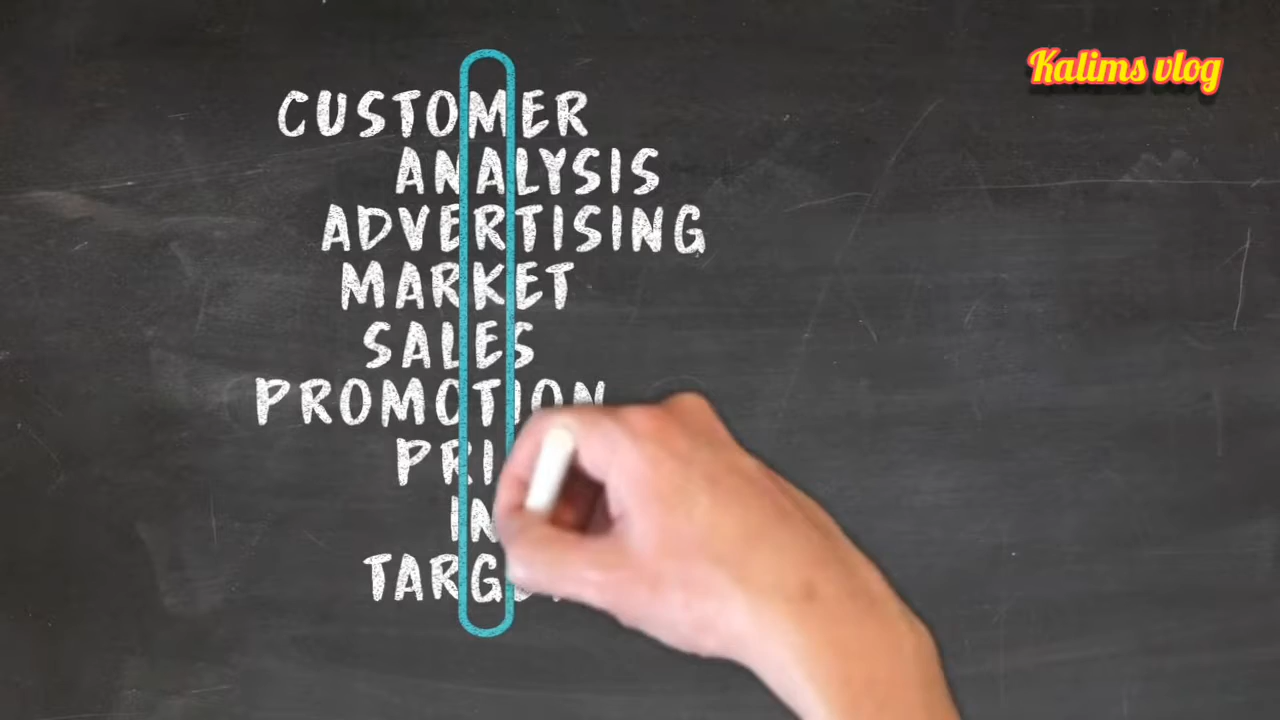 Kalims vlog
CUSTOMER
ANALYSIS
ADVERTISING
MARKET
SALES
PROMOTION